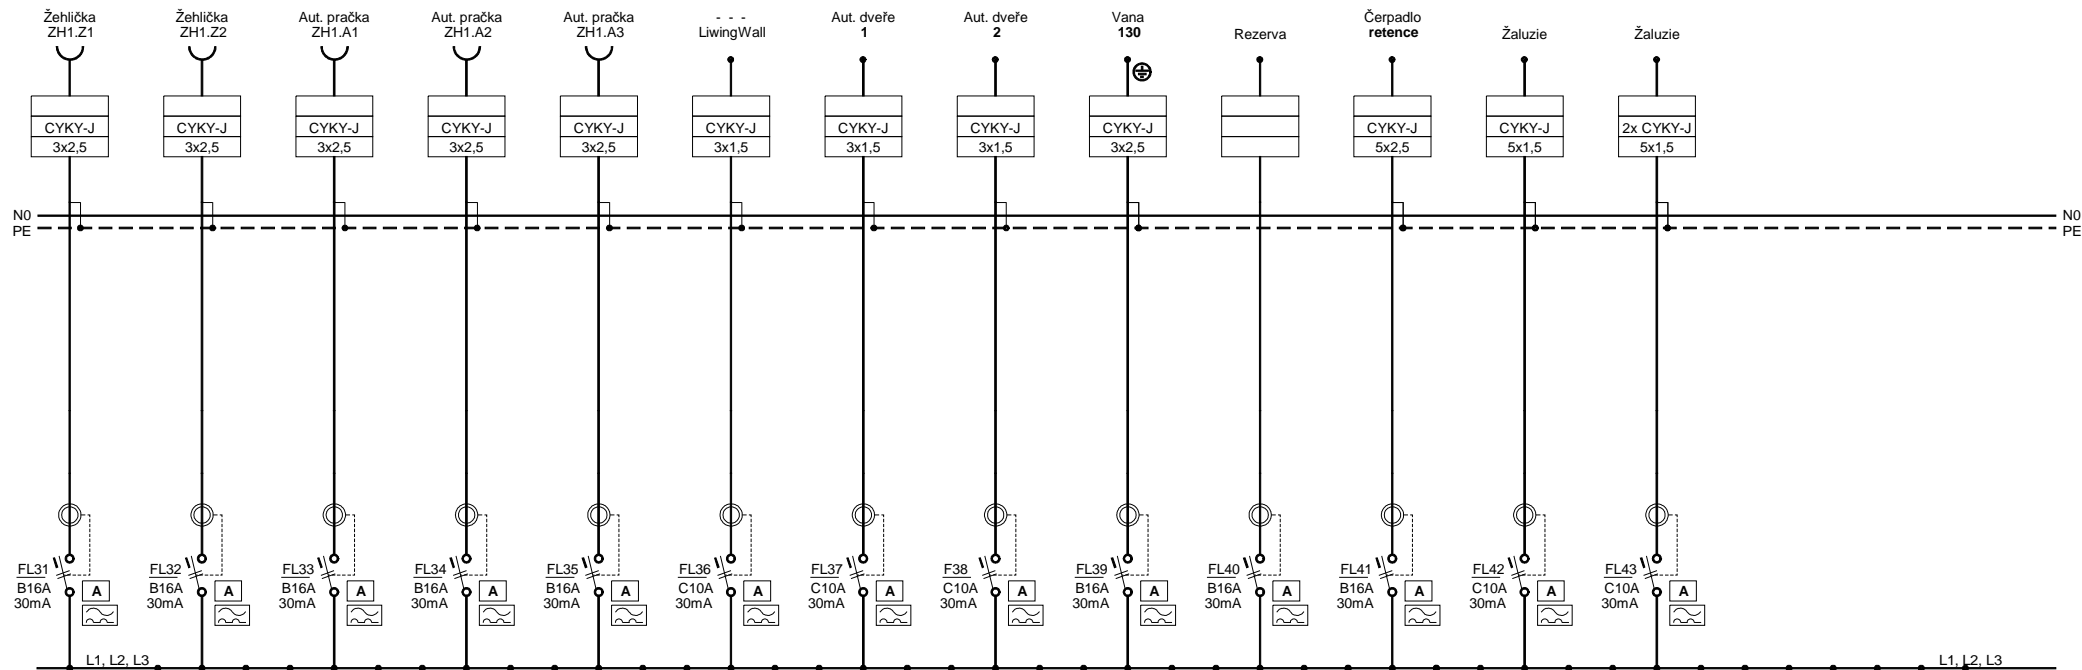 Žehlička
ZH1.Z1
Žehlička
ZH1.Z2
Aut. pračka
ZH1.A1
Aut. pračka
ZH1.A2
Aut. pračka
ZH1.A3
- - -
LiwingWall
Aut. dveře
1
Aut. dveře
2
Vana
130
Rezerva
Čerpadlo
retence
Žaluzie
Žaluzie
CYKY-J
3x2,5
CYKY-J
3x2,5
CYKY-J
3x2,5
CYKY-J
3x2,5
CYKY-J
3x2,5
CYKY-J
3x1,5
CYKY-J
3x1,5
CYKY-J
3x1,5
CYKY-J
3x2,5
CYKY-J
5x2,5
CYKY-J
5x1,5
2x CYKY-J
5x1,5
N0
PE
N0
PE
FL31
B16A
30mA
A
FL32
B16A
30mA
A
FL33
B16A
30mA
A
FL34
B16A
30mA
A
FL35
B16A
30mA
A
FL36
C10A
30mA
A
FL37
C10A
30mA
A
F38
C10A
30mA
A
FL39
B16A
30mA
A
FL40
B16A
30mA
A
FL41
B16A
30mA
A
FL42
C10A
30mA
A
FL43
C10A
30mA
A
L1, L2, L3
L1, L2, L3